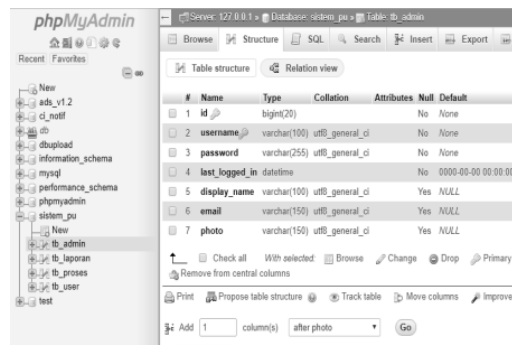 phpMyAdmin
Recent Favorites
New
ads_v1.2
ci_notif
db
dbupload
information_schema
mysql
performance_schema
phpmyadmin
sistem_pu
New
tb_admin
tb_laporan
tb_proses
tb_user
test
Server: 127.0.0.1 » Database: sistem_pu » Table: tb_admin
Browse Structure SQL Search Insert Export
Table structure Relation view
# Name Type Collation Attributes Null Default
1 id bigint(20) No None
2 username varchar(100) utf8_general_ci No None
3 password varchar(255) utf8_general_ci No None
4 last_logged_in datetime No 0000-00-00 00:00:00
5 display_name varchar(100) utf8_general_ci Yes NULL
6 email varchar(150) utf8_general_ci Yes NULL
7 photo varchar(150) utf8_general_ci Yes NULL
Check all With selected: Browse Change Drop Primary
Remove from central columns
Print Propose table structure Track table Move columns Improve
Add 1 column(s) after photo Go